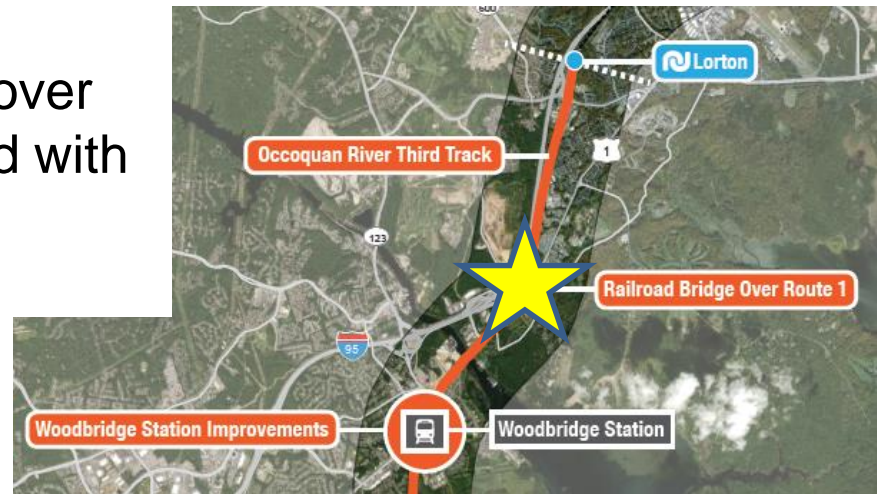 over
d with
600
Lorton
Occoquan River Third Track
1
123
Railroad Bridge Over Route 1
95
Woodbridge Station Improvements
Woodbridge Station